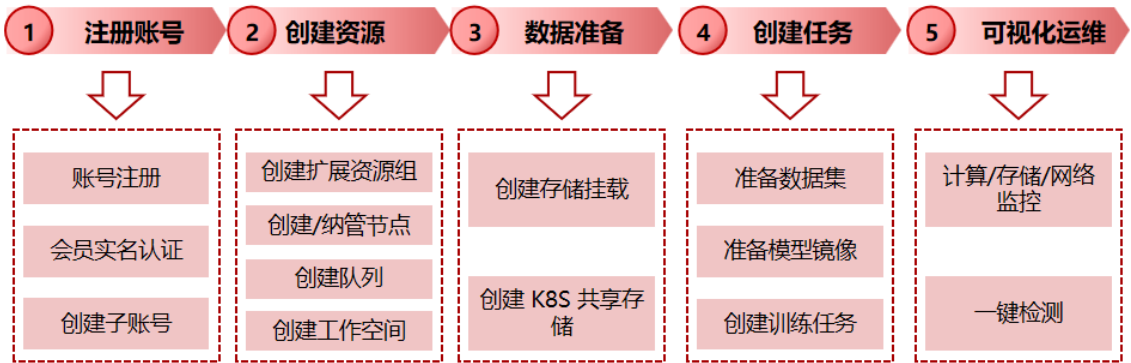 1 注册账号
2 创建资源
3 数据准备
4 创建任务
5 可视化运维
账号注册
会员实名认证
创建子账号
创建扩展资源组
创建/纳管节点
创建队列
创建工作空间
创建存储挂载
创建 K8S 共享存
储
准备数据集
准备模型镜像
创建训练任务
计算/存储/网络
监控
一键检测